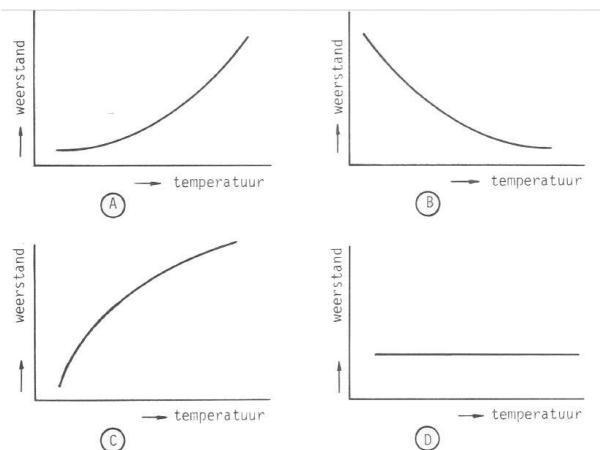 weerstand
temperatuur
A
weerstand
temperatuur
B
weerstand
temperatuur
C
weerstand
temperatuur
D